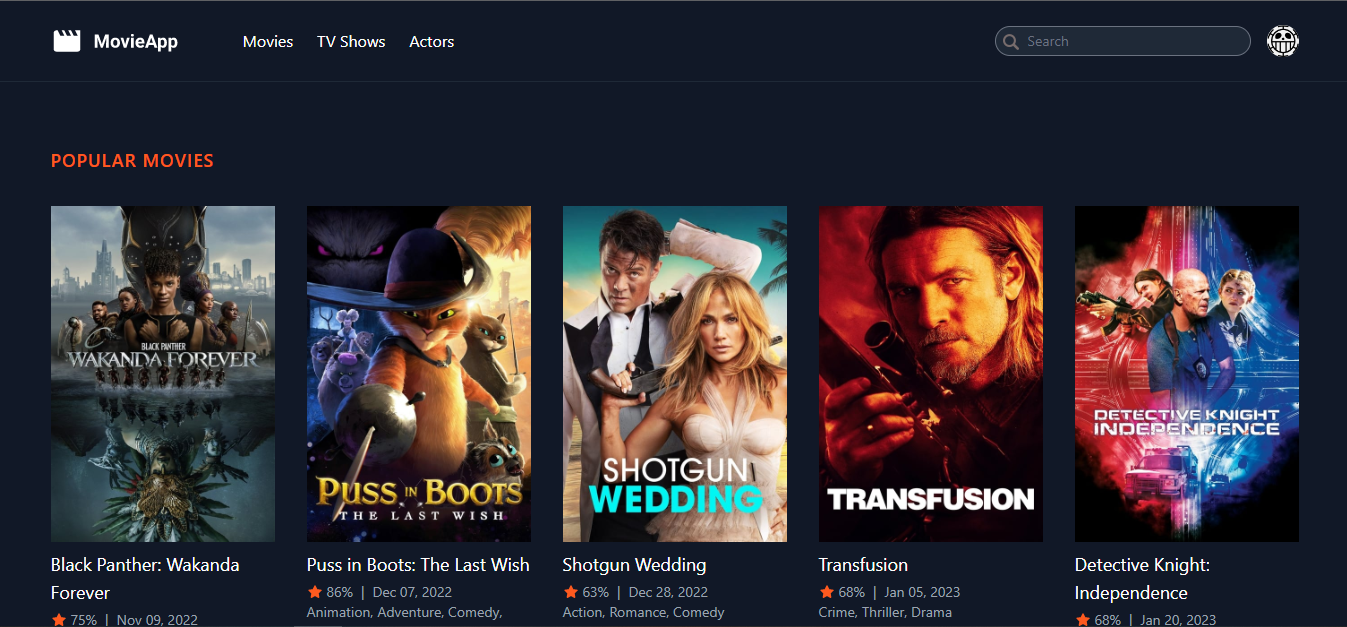 MovieApp
Movies TV Shows Actors
Search
POPULAR MOVIES
BLACK PANTHER
WAKANDA FOREVER
PUSS IN BOOTS
THE LAST WISH
SHOTGUN
WEDDING
TRANSFUSION
DETECTIVE KNIGHT
INDEPENDENCE
Black Panther: Wakanda
Forever
75% | Nov 09, 2022
Puss in Boots: The Last Wish
86% | Dec 07, 2022
Animation, Adventure, Comedy,
Shotgun Wedding
63% | Dec 28, 2022
Action, Romance, Comedy
Transfusion
68% | Jan 05, 2023
Crime, Thriller, Drama
Detective Knight:
Independence
68% | Jan 20, 2023